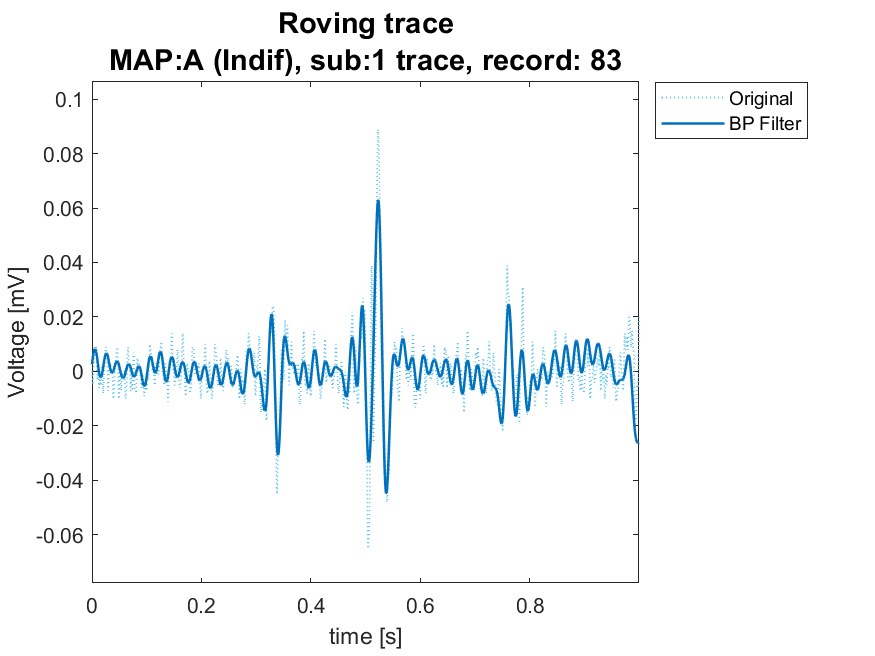 Roving trace
MAP:A (Indif), sub:1 trace, record: 83
Original
BP Filter
0.1
0.08
0.06
0.04
0.02
0
-0.02
-0.04
-0.06
Voltage [mV]
0
0.2
0.4
0.6
0.8
time [s]